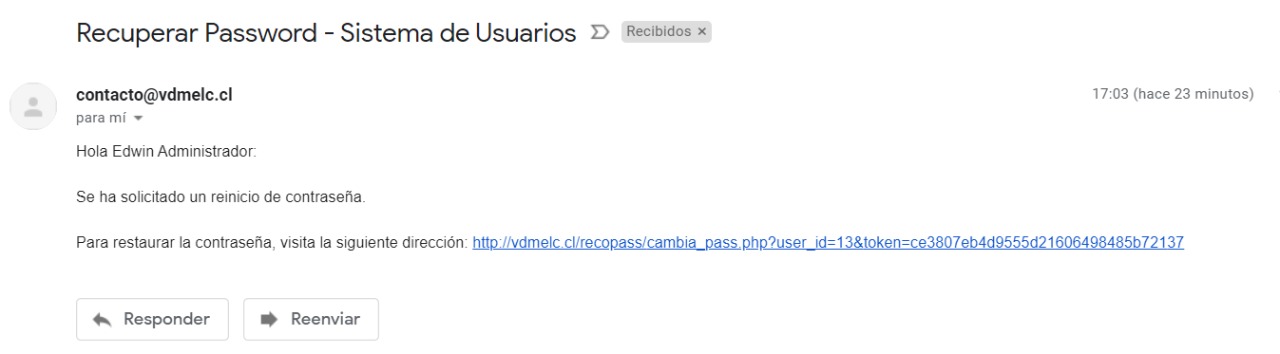 Recuperar Password - Sistema de Usuarios Recibidos ×
contacto@vdmelc.cl 17:03 (hace 23 minutos)
para mí
Hola Edwin Administrador:
Se ha solicitado un reinicio de contraseña.
Para restaurar la contraseña, visita la siguiente dirección: http://vdmelc.cl/recopass/cambia_pass.php?user_id=13&token=ce3807eb4d9555d21606498485b72137
Responder Reenviar